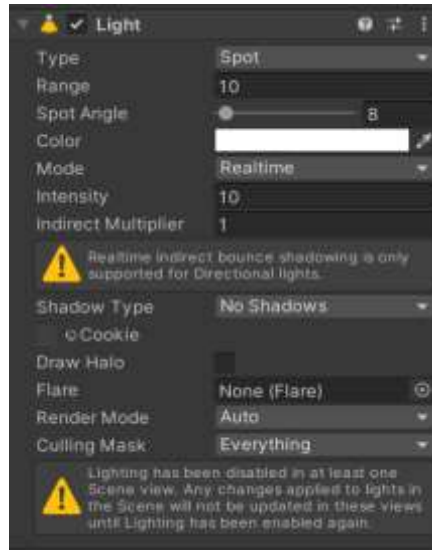 Light
Type Spot
Range 10
Spot Angle 8
Color
Mode Realtime
Intensity 10
Indirect Multiplier 1
Realtime indirect bounce shadowing is only
supported for Directional lights.
Shadow Type No Shadows
Cookie
Draw Halo
Flare None (Flare)
Render Mode Auto
Culling Mask Everything
Lighting has been disabled in at least one
Scene view. Any changes applied to lights in
the Scene will not be updated in these views
until Lighting has been enabled again.